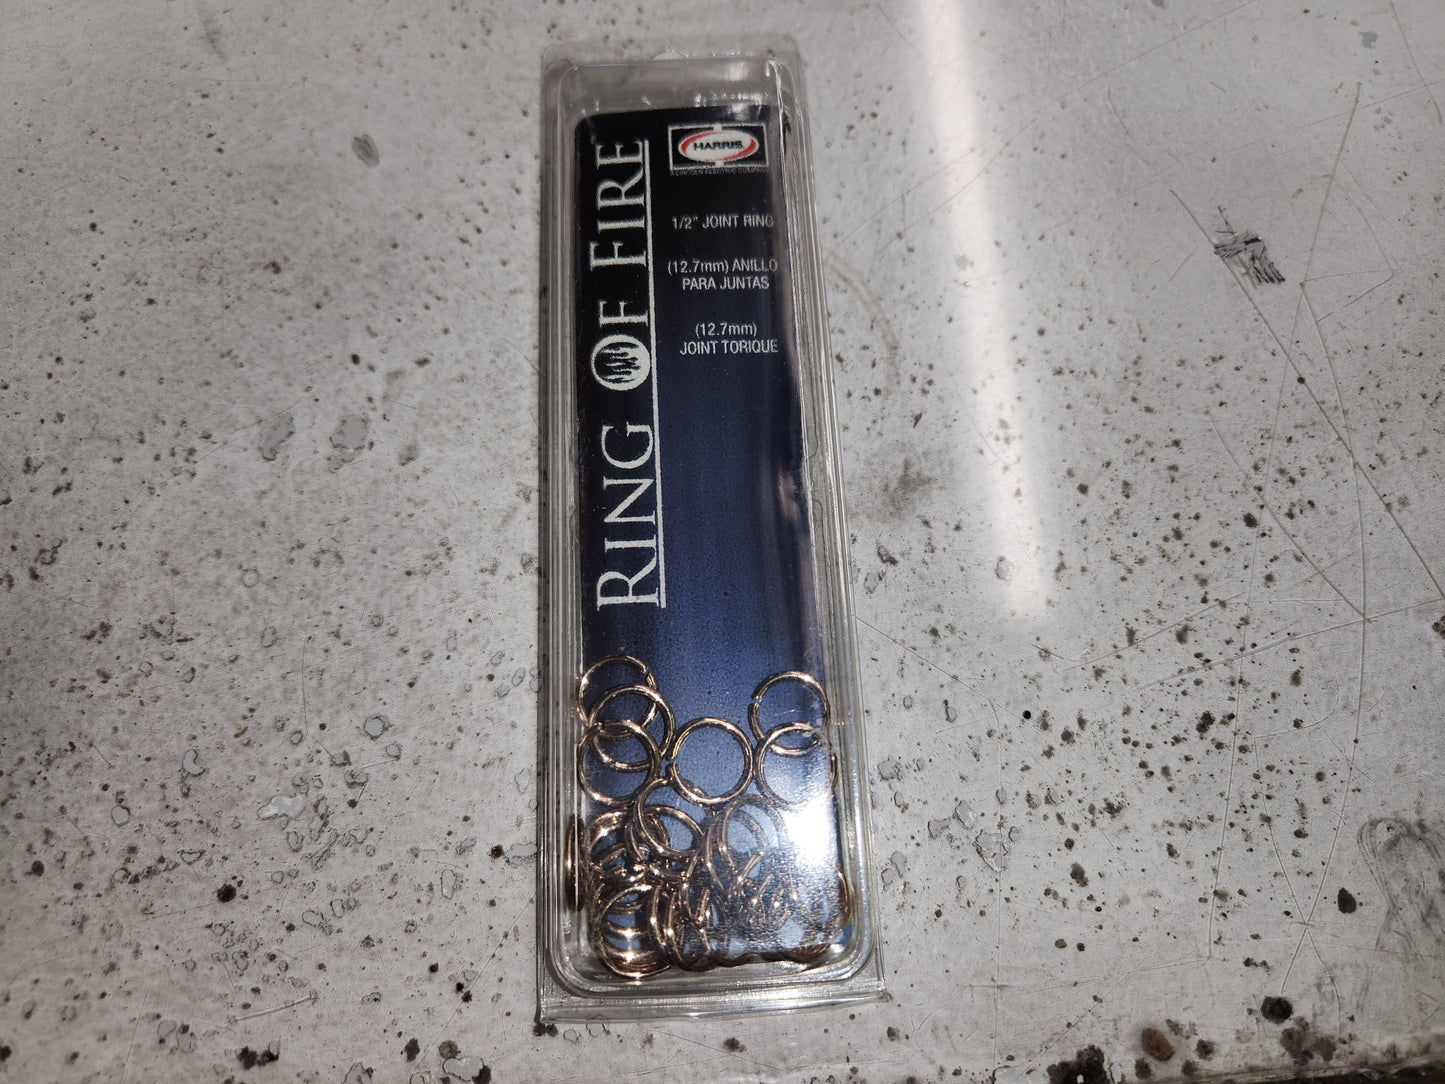 HARRIS
RING OF FIRE
1/2" JOINT RING
(12.7mm) ANILLO
PARA JUNTAS
(12.7mm)
JOINT TORIQUE